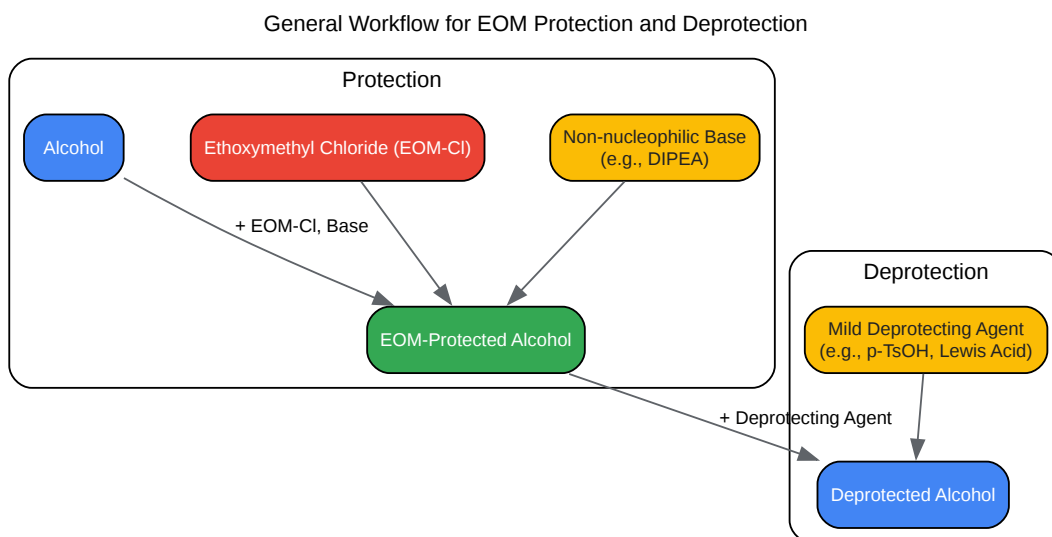 General Workflow for EOM Protection and Deprotection
Protection
Alcohol
Ethoxymethyl Chloride (EOM-Cl)
Non-nucleophilic Base
(e.g., DIPEA)
+ EOM-Cl, Base
EOM-Protected Alcohol
Deprotection
Mild Deprotecting Agent
(e.g., p-TsOH, Lewis Acid)
+ Deprotecting Agent
Deprotected Alcohol